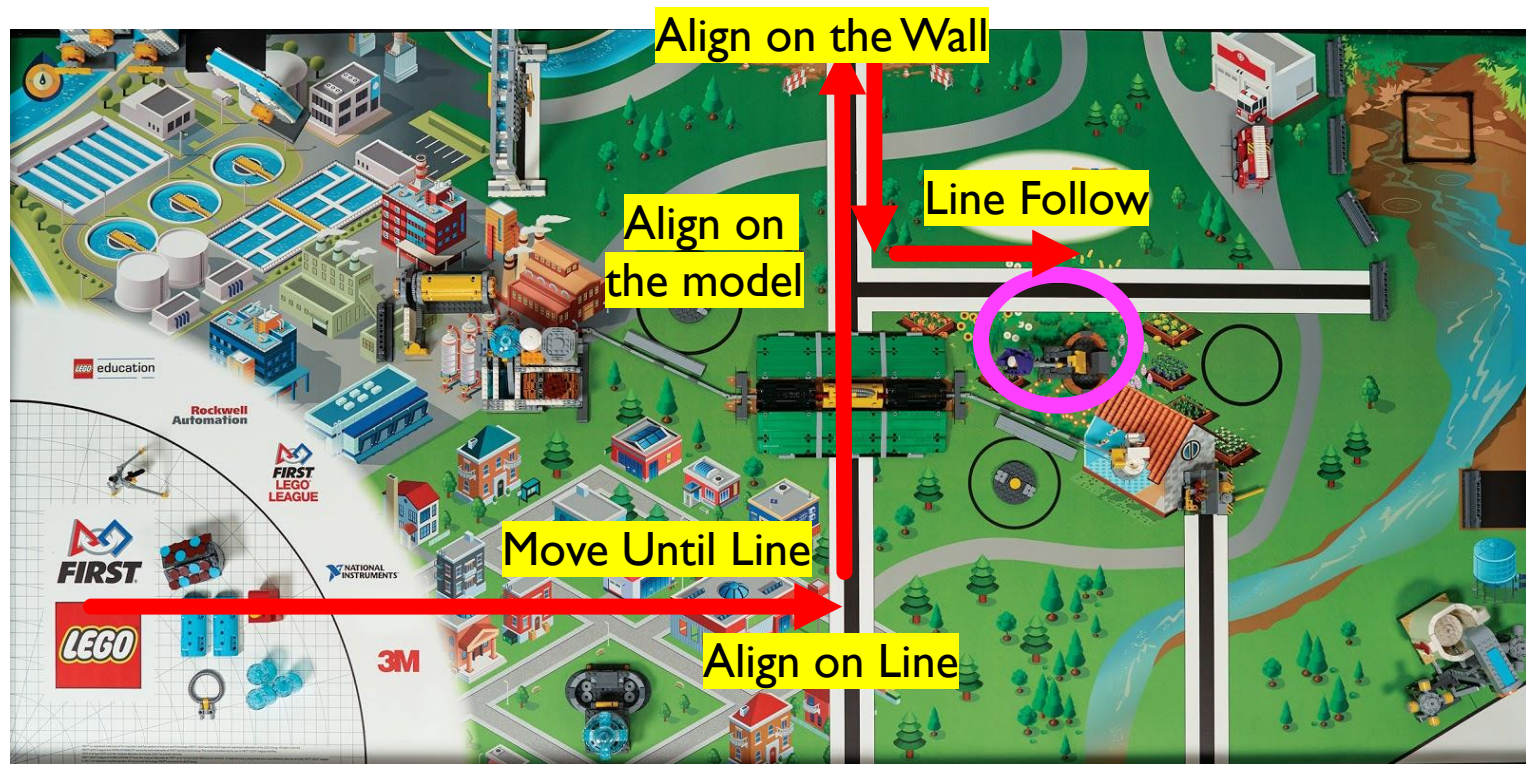 Align on the Wall
Line Follow
Align on
the model
LEGO education
Rockwell
Automation
FIRST
LEGO
LEAGUE
Move Until Line
FIRST
NATIONAL
INSTRUMENTS
LEGO
3M
Align on Line